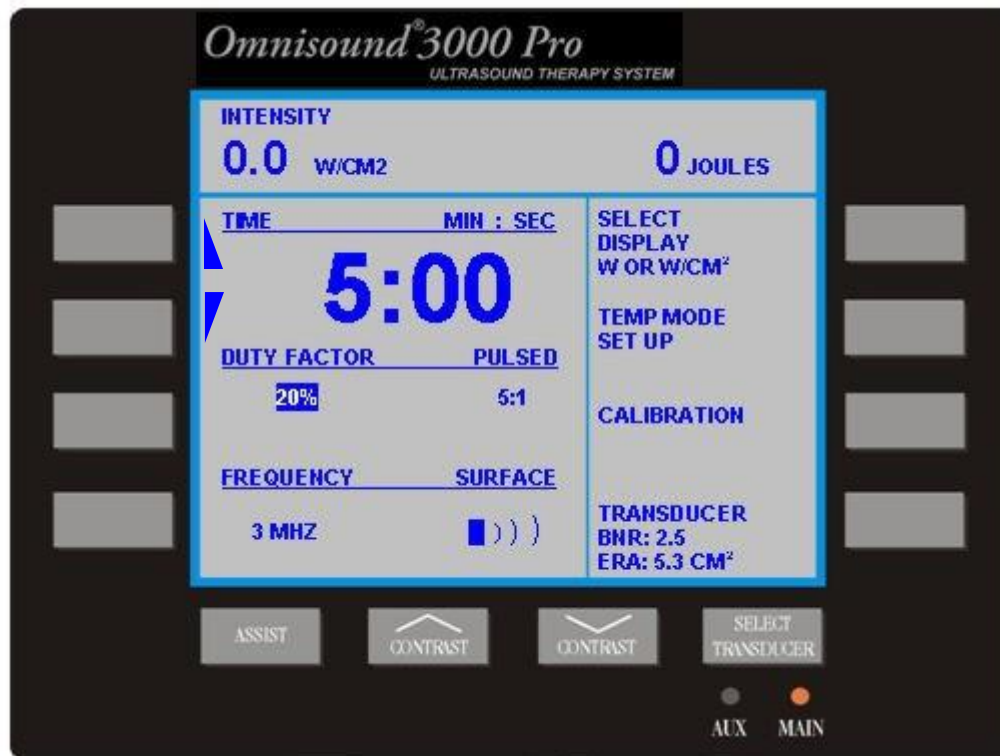 Omnisound® 3000 Pro
ULTRASOUND THERAPY SYSTEM
INTENSITY
0.0 W/CM2 0 JOULES
TIME MIN : SEC
5:00
DUTY FACTOR PULSED
20% 5:1
FREQUENCY SURFACE
3 MHZ
SELECT
DISPLAY
W OR W/CM²
TEMP MODE
SET UP
CALIBRATION
TRANSDUCER
BNR: 2.5
ERA: 5.3 CM²
ASSIST
CONTRAST
CONTRAST
SELECT
TRANSDUCER
AUX MAIN